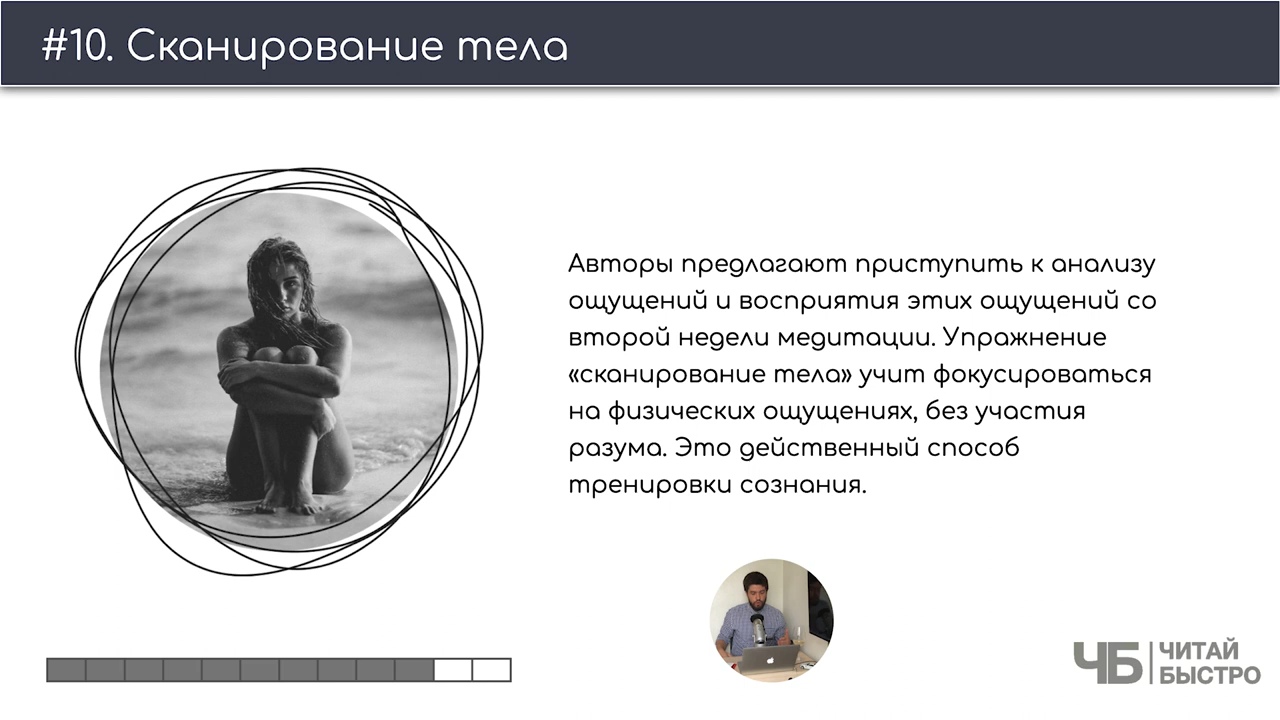 #10. Сканирование тела
Авторы предлагают приступить к анализу
ощущений и восприятия этих ощущений со
второй недели медитации. Упражнение
«сканирование тела» учит фокусироваться
на физических ощущениях, без участия
разума. Это действенный способ
тренировки сознания.
ЧБ
ЧИТАЙ
БЫСТРО